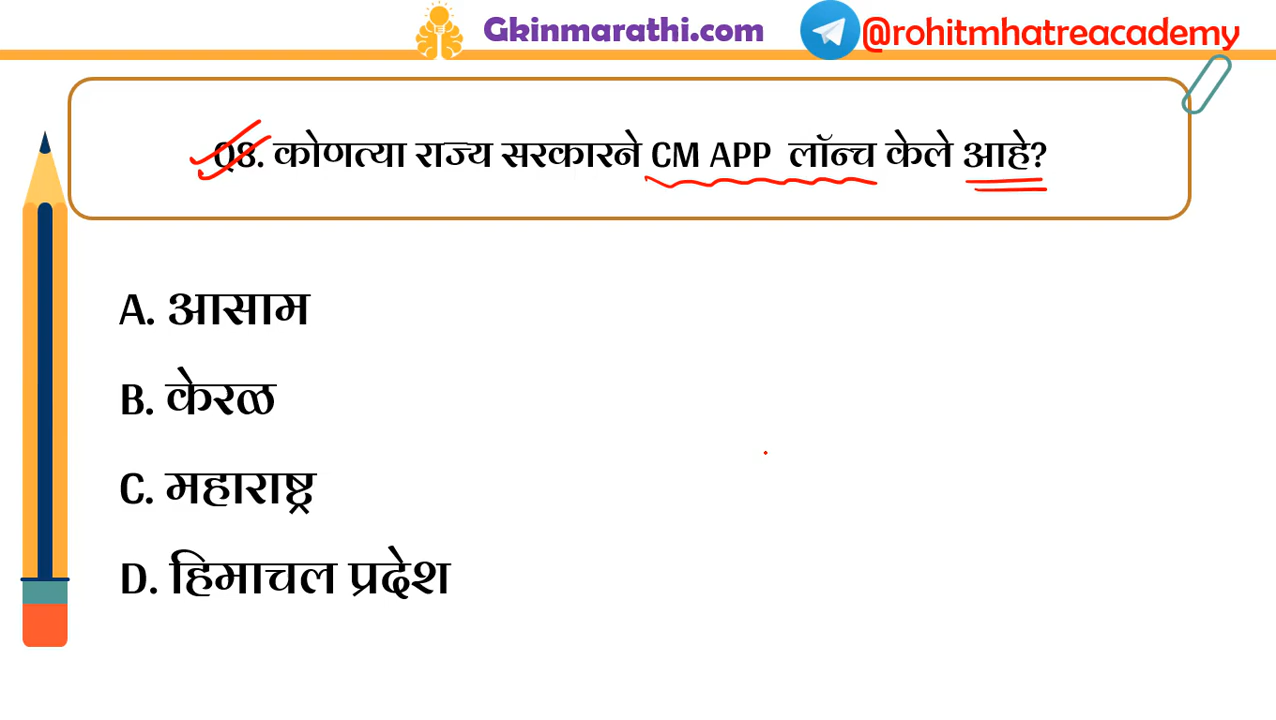 Gkinmarathi.com @rohitmhatreacademy
Q8. कोणत्या राज्य सरकारने CM APP लॉन्च केले आहे?
A. आसाम
B. केरळ
C. महाराष्ट्र
D. हिमाचल प्रदेश